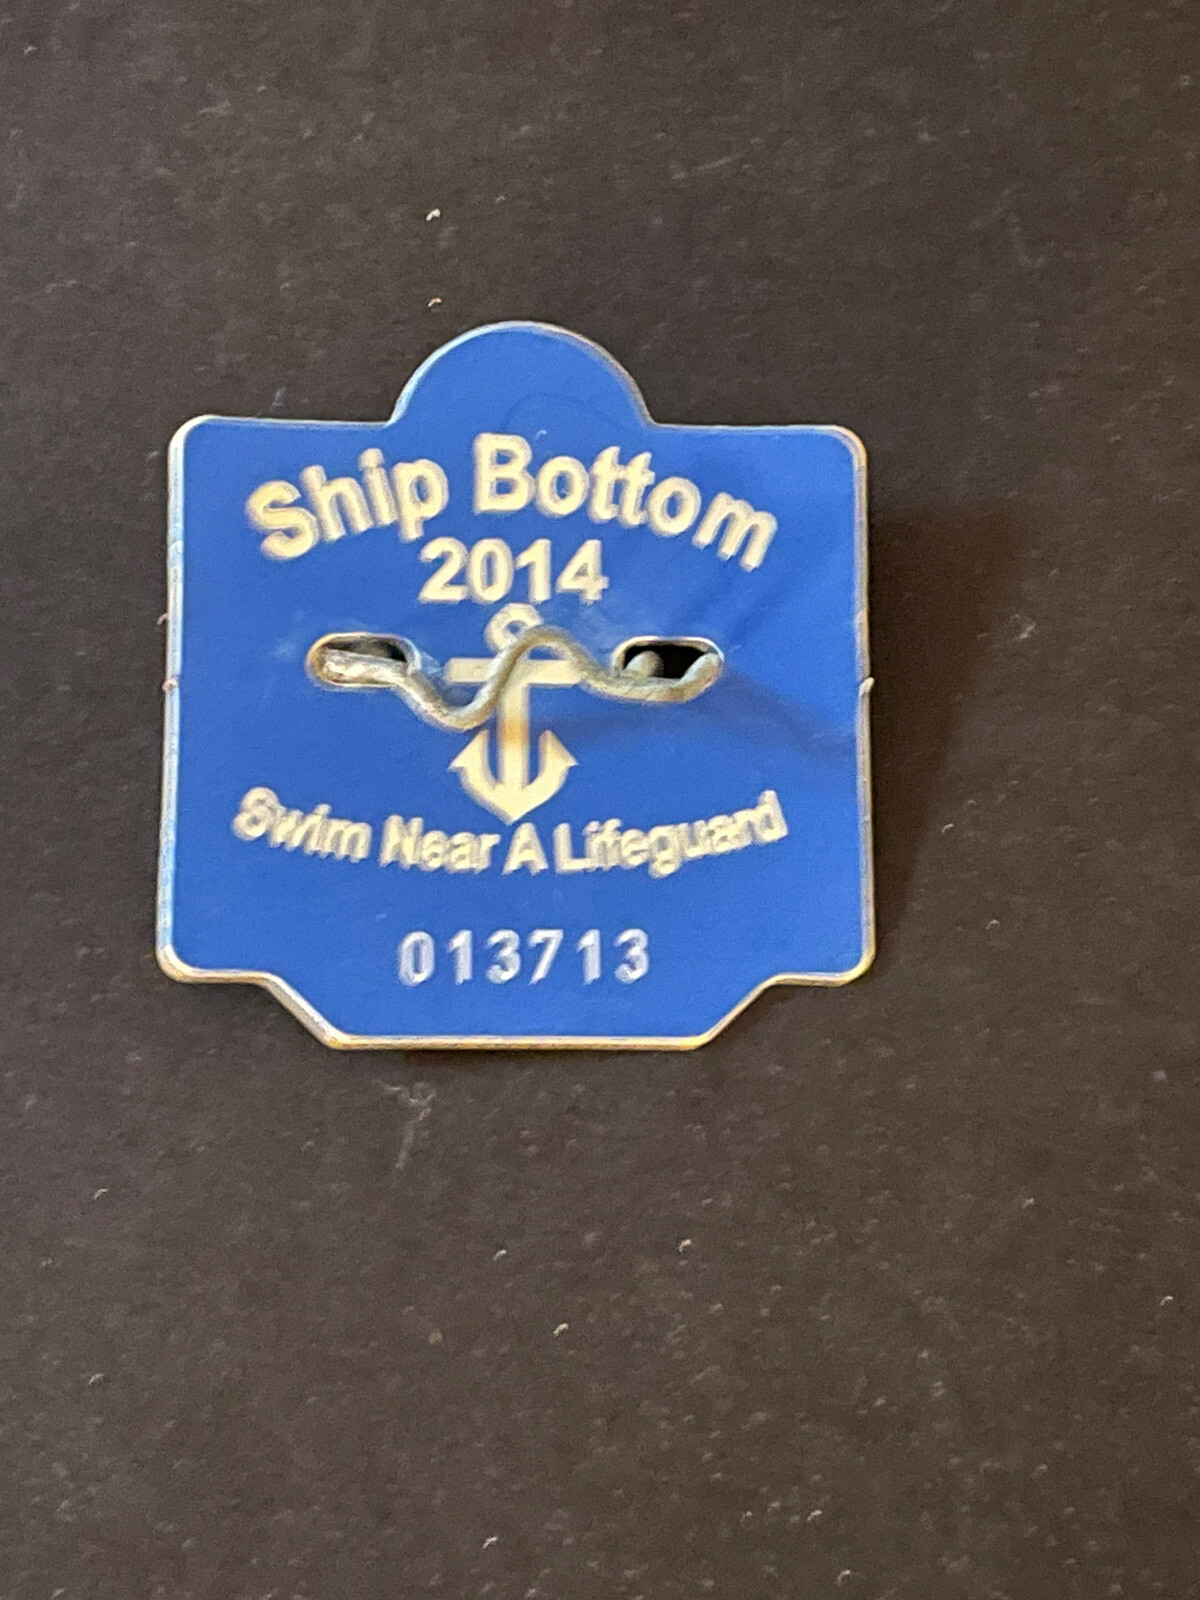 Ship Bottom
2014
Swim Near A Lifeguard
013713